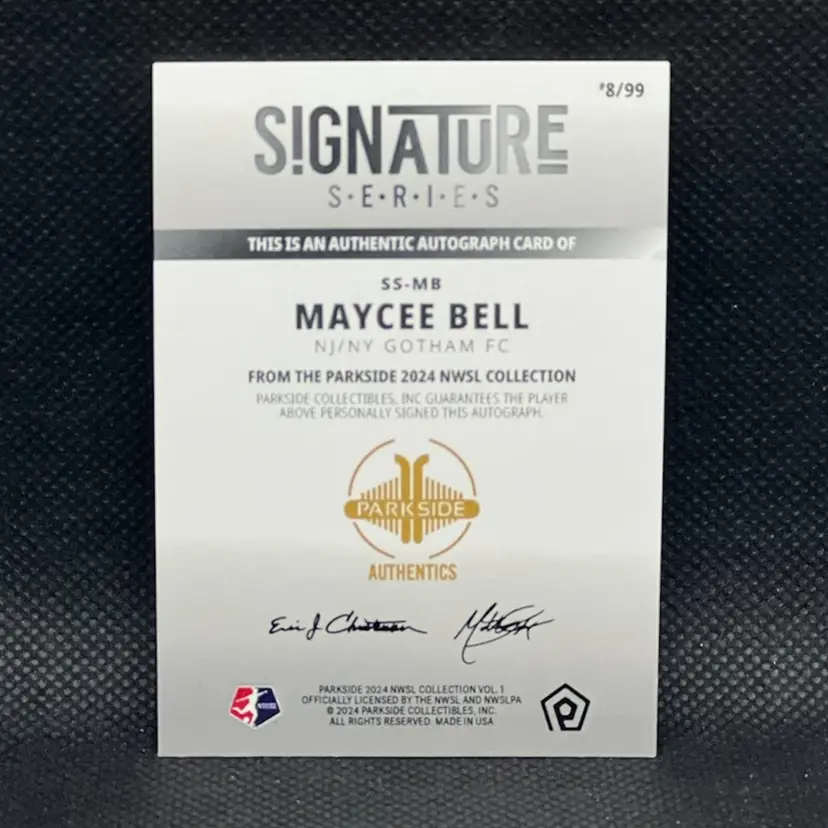 #8/99
SIGNATURE
S·E·R·I·E·S
THIS IS AN AUTHENTIC AUTOGRAPH CARD OF
SS-MB
MAYCEE BELL
NJ/NY GOTHAM FC
FROM THE PARKSIDE 2024 NWSL COLLECTION
PARKSIDE COLLECTIBLES, INC GUARANTEES THE PLAYER
ABOVE PERSONALLY SIGNED THIS AUTOGRAPH.
PARKSIDE
AUTHENTICS
PARKSIDE 2024 NWSL COLLECTION VOL. 1
OFFICIALLY LICENSED BY THE NWSL AND NWSLPA
© 2024 PARKSIDE COLLECTIBLES, INC.
ALL RIGHTS RESERVED. MADE IN USA